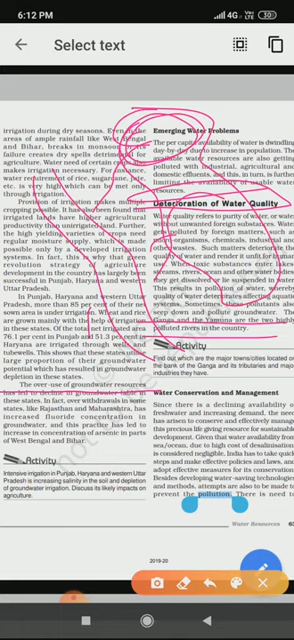 6:12 PM
4G
30
Select text
irrigation during dry seasons. Even in the
areas of ample rainfall like West Bengal
and Bihar, breaks in monsoon or its
failure creates dry spells detrimental for
agriculture. Water need of certain crops also
makes irrigation necessary. For instance,
water requirement of rice, sugarcane, jute,
etc. is very high which can be met only
through irrigation.
Provision of irrigation makes multiple
cropping possible. It has also been found that
irrigated lands have higher agricultural
productivity than unirrigated land. Further,
the high yielding varieties of crops need
regular moisture supply, which is made
possible only by a developed irrigation
systems. In fact, this is why that green
revolution strategy of agriculture
development in the country has largely been
successful in Punjab, Haryana and western
Uttar Pradesh.
In Punjab, Haryana and western Uttar
Pradesh, more than 85 per cent of their net
sown area is under irrigation. Wheat and rice
are grown mainly with the help of irrigation
in these states. Of the total net irrigated area
76.1 per cent in Punjab and 51.3 per cent in
Haryana are irrigated through wells and
tubewells. This shows that these states utilise
large proportion of their groundwater
potential which has resulted in groundwater
depletion in these states.
The over-use of groundwater resources
has led to decline in groundwater table in
these states. In fact, over withdrawals in some
states, like Rajasthan and Maharashtra, has
increased fluoride concentration in
groundwater, and this practice has led to
increase in concentration of arsenic in parts
of West Bengal and Bihar.
Activity
Intensive irrigation in Punjab, Haryana and western Uttar
Pradesh is increasing salinity in the soil and depletion
of groundwater irrigation. Discuss its likely impacts on
agriculture.
Emerging Water Problems
The per capita availability of water is dwindling
day-by-day due to increase in population. The
available water resources are also getting
polluted with industrial, agricultural and
domestic effluents, and this, in turn, is further
limiting the availability of usable water
resources.
Deterioration of Water Quality
Water quality refers to purity of water, or water
without unwanted foreign substances. Water
gets polluted by foreign matters, such as
micro-organisms, chemicals, industrial and
other wastes. Such matters deteriorate the
quality of water and render it unfit for human
use. When toxic substances enter lakes,
streams, rivers, ocean and other water bodies,
they get dissolved or lie suspended in water.
This results in pollution of water whereby
quality of water deteriorates affecting aquatic
systems. Sometimes, these pollutants also
seep down and pollute groundwater. The
Ganga and the Yamuna are the two highly
polluted rivers in the country.
Activity
Find out which are the major towns/cities located on
the bank of the Ganga and its tributaries and major
industries they have.
Water Conservation and Management
Since there is a declining availability of
freshwater and increasing demand, the need
has arisen to conserve and effectively manage
this precious life giving resource for sustainable
development. Given that water availability from
sea/ocean, due to high cost of desalinisation,
is considered negligible, India has to take quick
steps and make effective policies and laws, and
adopt effective measures for its conservation.
Besides developing water-saving technologies
and methods, attempts are also to be made to
prevent the pollution. There is need to
Water Resources
2019-20